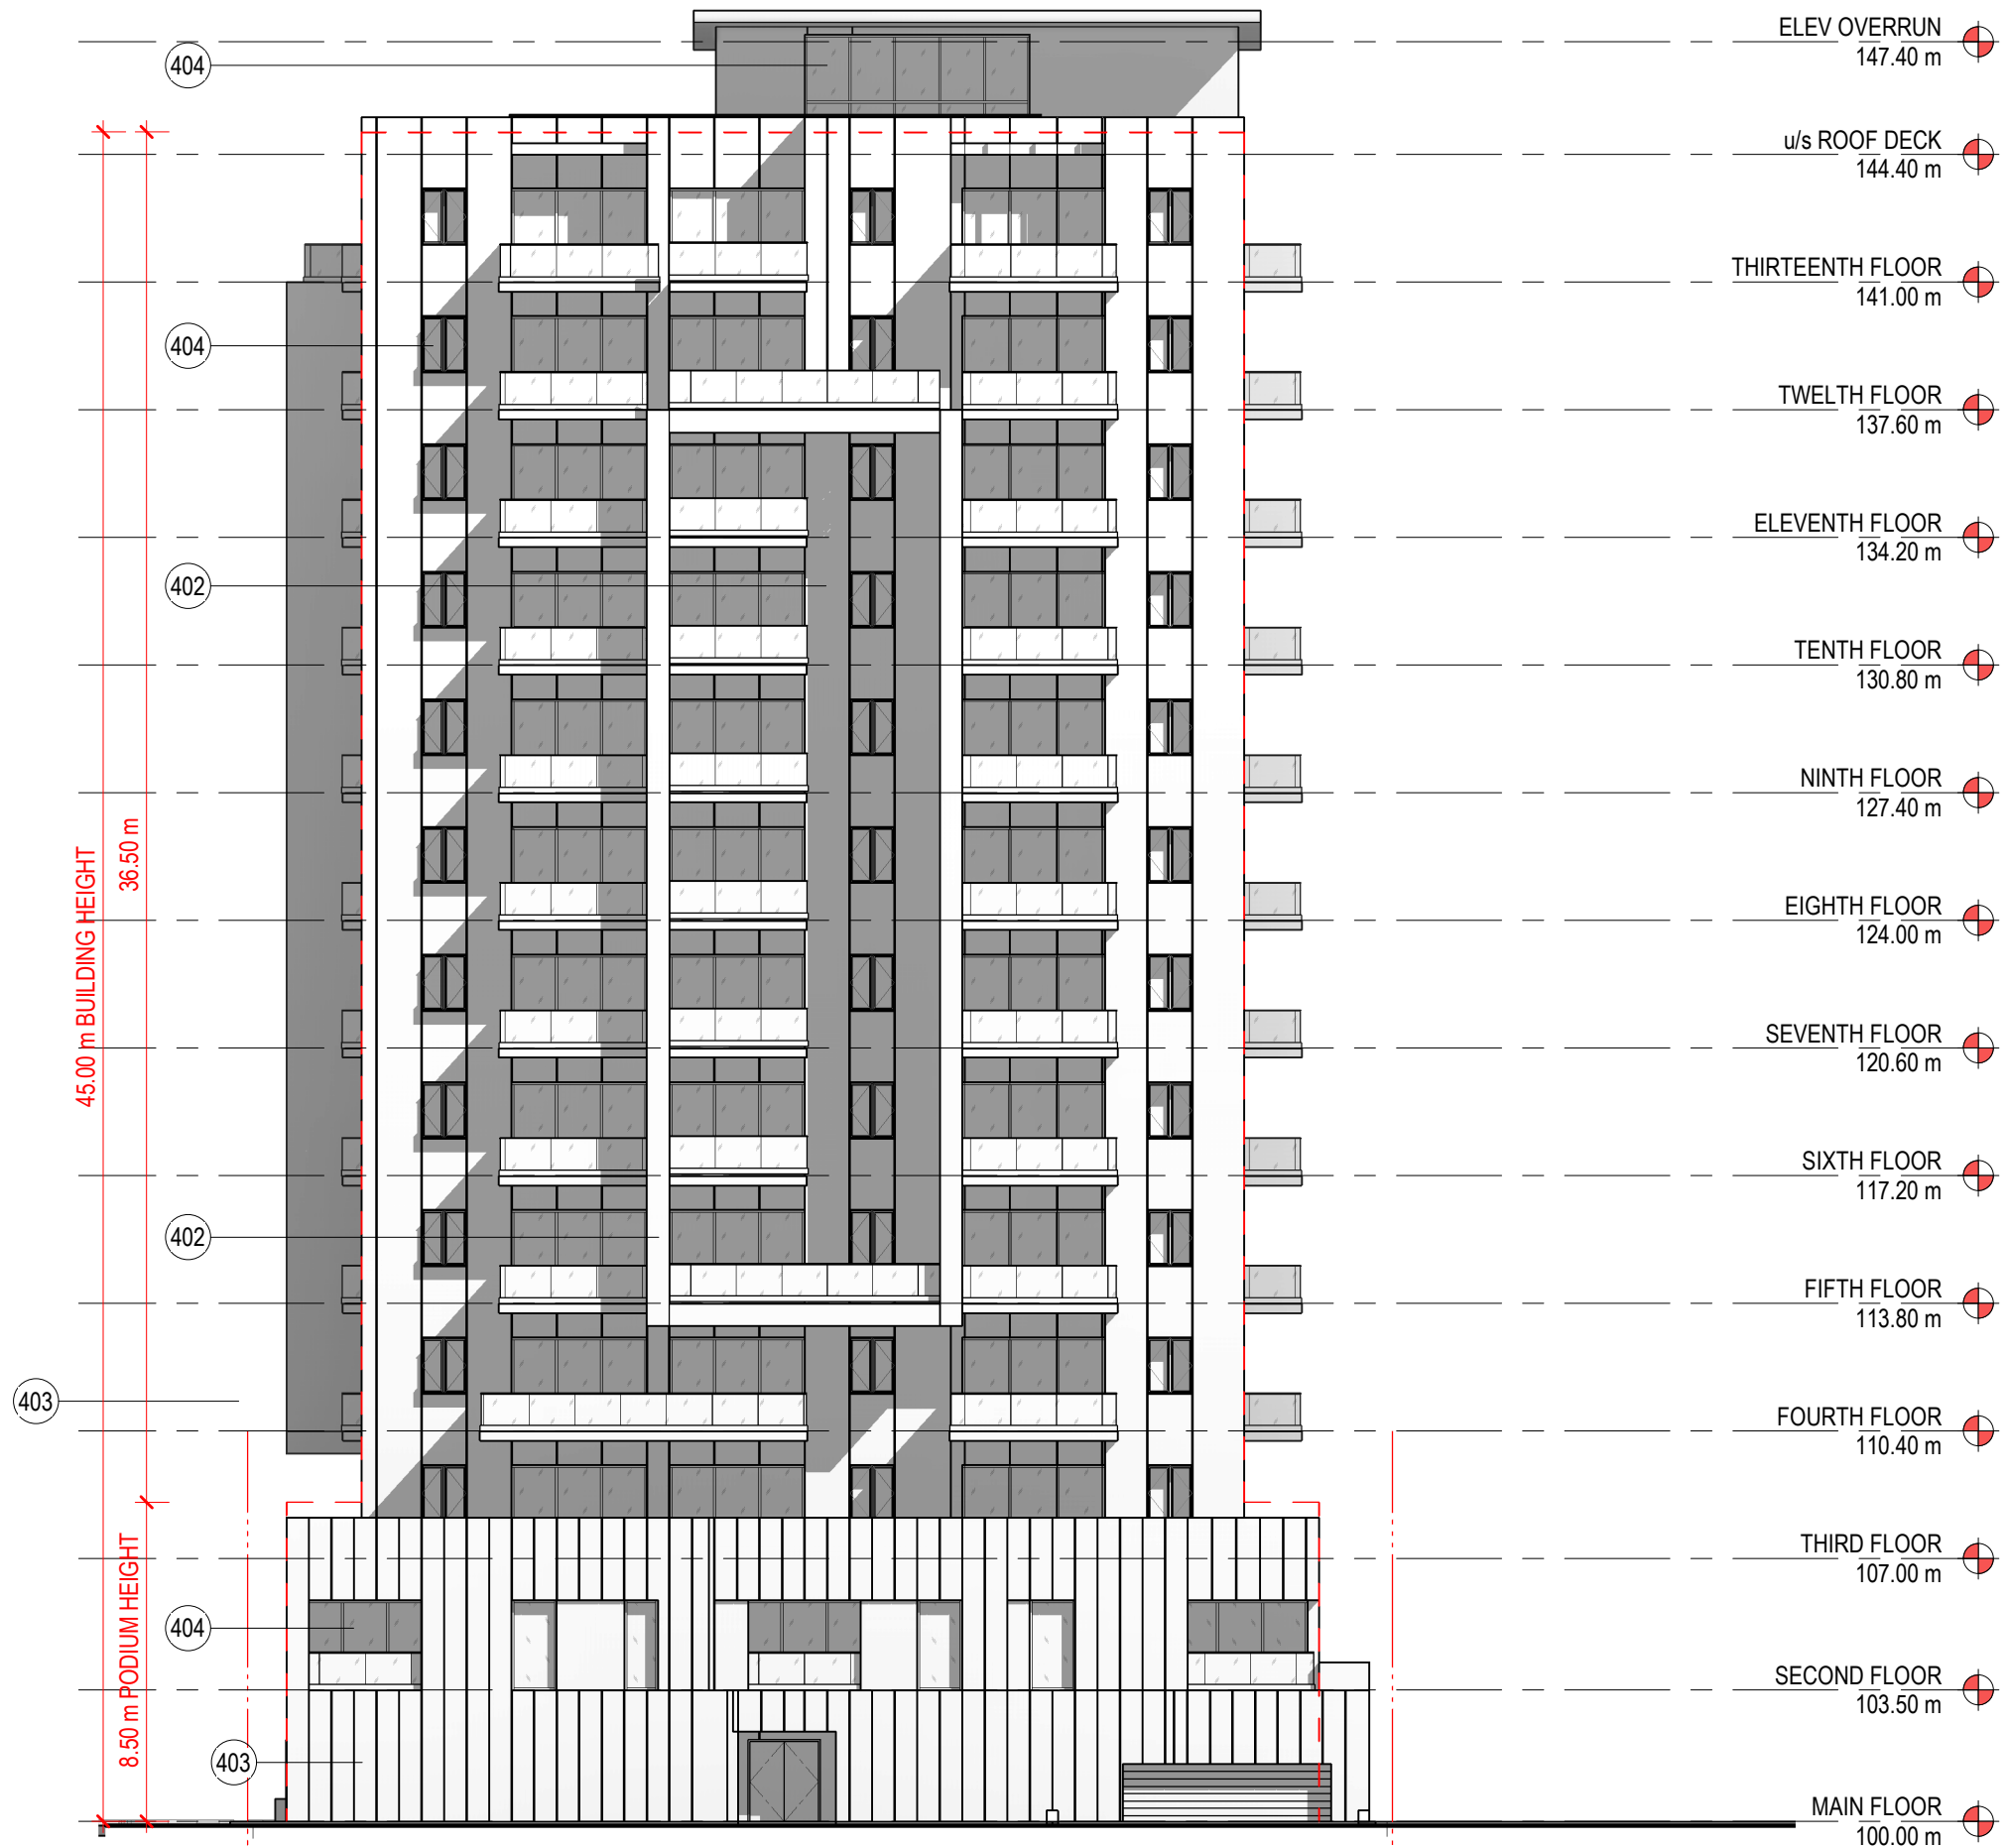 ELEV OVERRUN
147.40 m
404
u/s ROOF DECK
144.40 m
THIRTEENTH FLOOR
141.00 m
404
TWELTH FLOOR
137.60 m
ELEVENTH FLOOR
134.20 m
402
TENTH FLOOR
130.80 m
NINTH FLOOR
127.40 m
45.00 m BUILDING HEIGHT
36.50 m
EIGHTH FLOOR
124.00 m
SEVENTH FLOOR
120.60 m
SIXTH FLOOR
117.20 m
402
FIFTH FLOOR
113.80 m
403
FOURTH FLOOR
110.40 m
THIRD FLOOR
107.00 m
8.50 m PODIUM HEIGHT
404
SECOND FLOOR
103.50 m
403
MAIN FLOOR
100.00 m